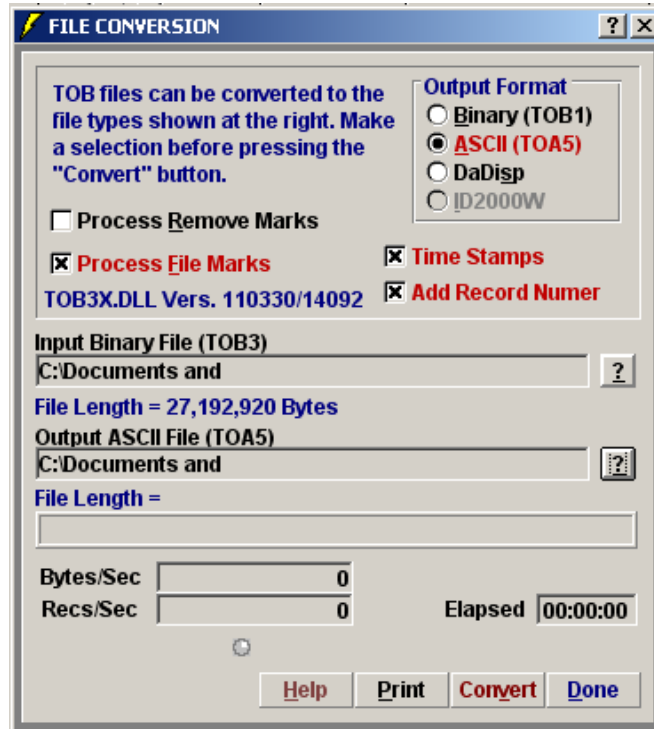 FILE CONVERSION
TOB files can be converted to the
file types shown at the right. Make
a selection before pressing the
"Convert" button.
Output Format
Binary (TOB1)
ASCII (TOA5)
DaDisp
ID2000W
Process Remove Marks
Process File Marks
Time Stamps
TOB3X.DLL Vers. 110330/14092
Add Record Numer
Input Binary File (TOB3)
C:\Documents and
?
File Length = 27,192,920 Bytes
Output ASCII File (TOA5)
C:\Documents and
?
File Length =
Bytes/Sec 0
Recs/Sec 0
Elapsed 00:00:00
Help Print Convert Done